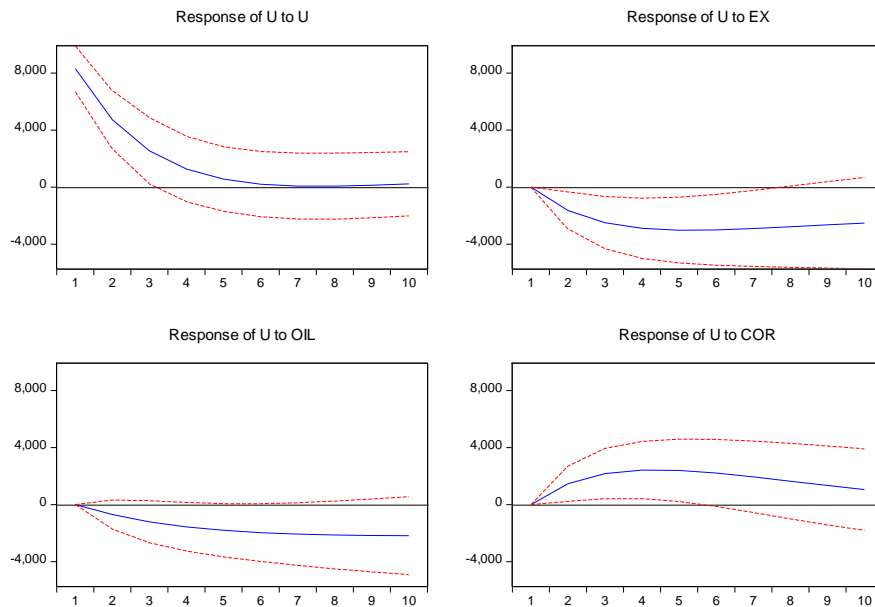 Response of U to U
8,000
4,000
0
-4,000
1 2 3 4 5 6 7 8 9 10
Response of U to EX
8,000
4,000
0
-4,000
1 2 3 4 5 6 7 8 9 10
Response of U to OIL
8,000
4,000
0
-4,000
1 2 3 4 5 6 7 8 9 10
Response of U to COR
8,000
4,000
0
-4,000
1 2 3 4 5 6 7 8 9 10